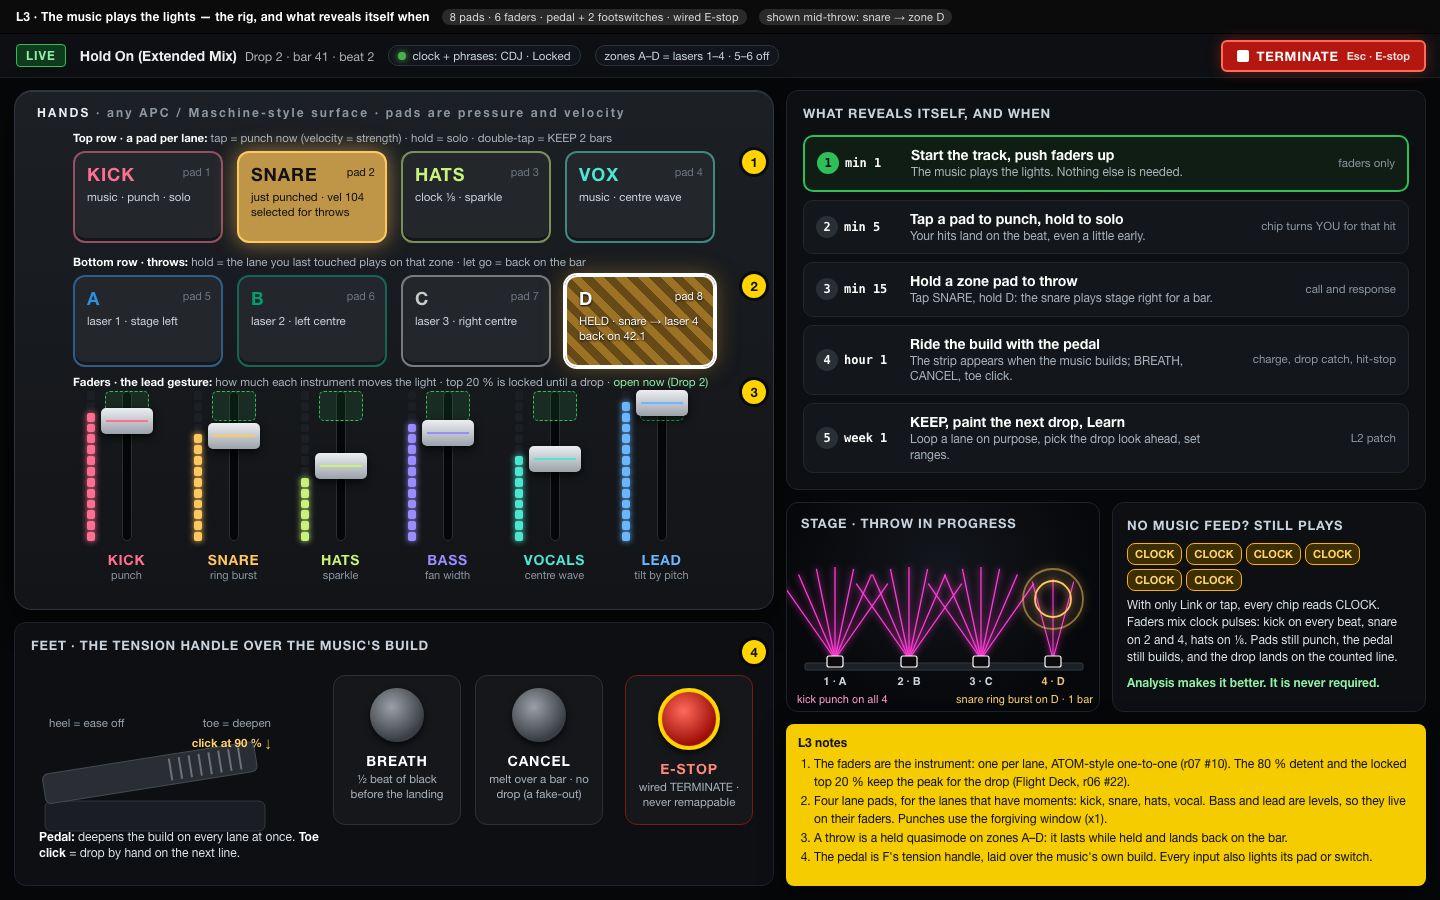 L3 · The music plays the lights — the rig, and what reveals itself when
8 pads · 6 faders · pedal + 2 footswitches · wired E-stop
shown mid-throw: snare → zone D
LIVE
Hold On (Extended Mix) Drop 2 · bar 41 · beat 2
clock + phrases: CDJ · Locked
zones A–D = lasers 1–4 · 5–6 off
TERMINATE Esc · E-stop
HANDS · any APC / Maschine-style surface · pads are pressure and velocity
Top row · a pad per lane: tap = punch now (velocity = strength) · hold = solo · double-tap = KEEP 2 bars
1
KICK pad 1
music · punch · solo
SNARE pad 2
just punched · vel 104
selected for throws
HATS pad 3
clock ⅛ · sparkle
VOX pad 4
music · centre wave
Bottom row · throws: hold = the lane you last touched plays on that zone · let go = back on the bar
2
A pad 5
laser 1 · stage left
B pad 6
laser 2 · left centre
C pad 7
laser 3 · right centre
D pad 8
HELD · snare → laser 4
back on 42.1
Faders · the lead gesture: how much each instrument moves the light · top 20 % is locked until a drop · open now (Drop 2)
3
KICK
punch
SNARE
ring burst
HATS
sparkle
BASS
fan width
VOCALS
centre wave
LEAD
tilt by pitch
FEET · THE TENSION HANDLE OVER THE MUSIC'S BUILD
4
heel = ease off
toe = deepen
click at 90 % ↓
Pedal: deepens the build on every lane at once. Toe
click = drop by hand on the next line.
BREATH
½ beat of black
before the landing
CANCEL
melt over a bar · no
drop (a fake-out)
E-STOP
wired TERMINATE ·
never remappable
WHAT REVEALS ITSELF, AND WHEN
1 min 1
Start the track, push faders up
The music plays the lights. Nothing else is needed.
faders only
2 min 5
Tap a pad to punch, hold to solo
Your hits land on the beat, even a little early.
chip turns YOU for that hit
3 min 15
Hold a zone pad to throw
Tap SNARE, hold D: the snare plays stage right for a bar.
call and response
4 hour 1
Ride the build with the pedal
The strip appears when the music builds; BREATH,
CANCEL, toe click.
charge, drop catch, hit-stop
5 week 1
KEEP, paint the next drop, Learn
Loop a lane on purpose, pick the drop look ahead, set
ranges.
L2 patch
STAGE · THROW IN PROGRESS
1 · A
2 · B
3 · C
4 · D
kick punch on all 4
snare ring burst on D · 1 bar
NO MUSIC FEED? STILL PLAYS
CLOCK CLOCK CLOCK CLOCK
CLOCK CLOCK
With only Link or tap, every chip reads CLOCK.
Faders mix clock pulses: kick on every beat, snare
on 2 and 4, hats on ⅛. Pads still punch, the pedal
still builds, and the drop lands on the counted line.
Analysis makes it better. It is never required.
L3 notes
1. The faders are the instrument: one per lane, ATOM-style one-to-one (r07 #10). The 80 % detent and the locked
top 20 % keep the peak for the drop (Flight Deck, r06 #22).
2. Four lane pads, for the lanes that have moments: kick, snare, hats, vocal. Bass and lead are levels, so they live
on their faders. Punches use the forgiving window (x1).
3. A throw is a held quasimode on zones A–D: it lasts while held and lands back on the bar.
4. The pedal is F's tension handle, laid over the music's own build. Every input also lights its pad or switch.